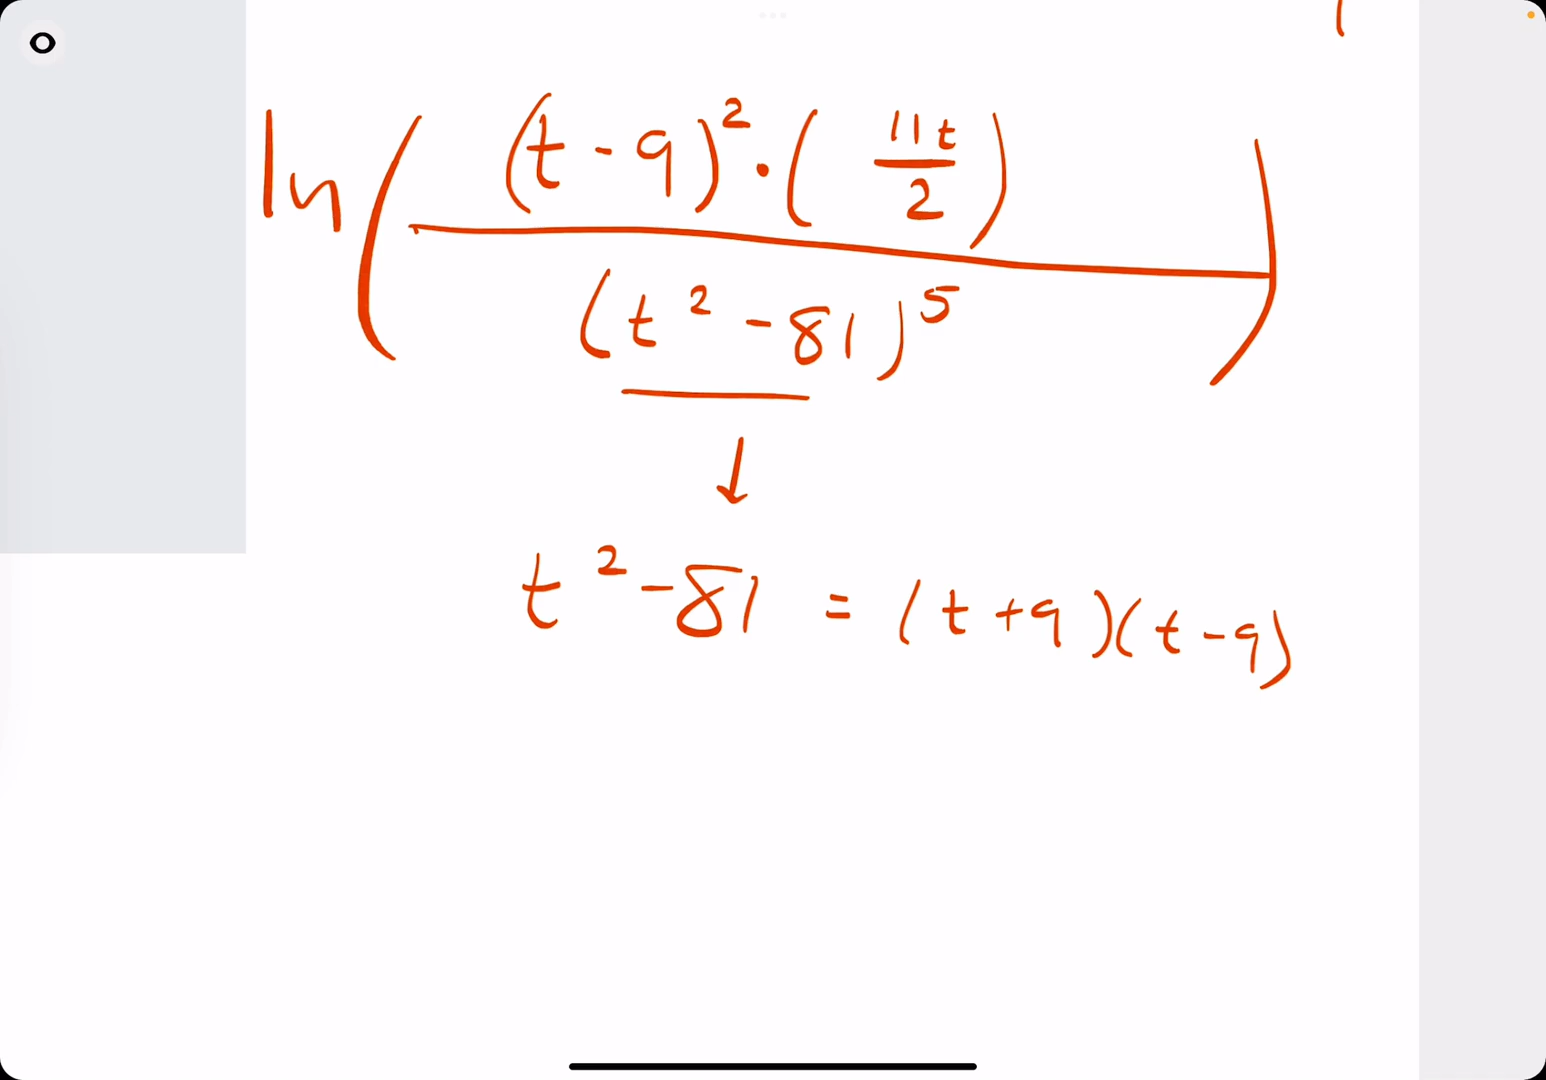 ln( (t - 9)² · (11t/2) / (t² - 81)⁵ )
↓
t² - 81 = (t + 9)(t - 9)